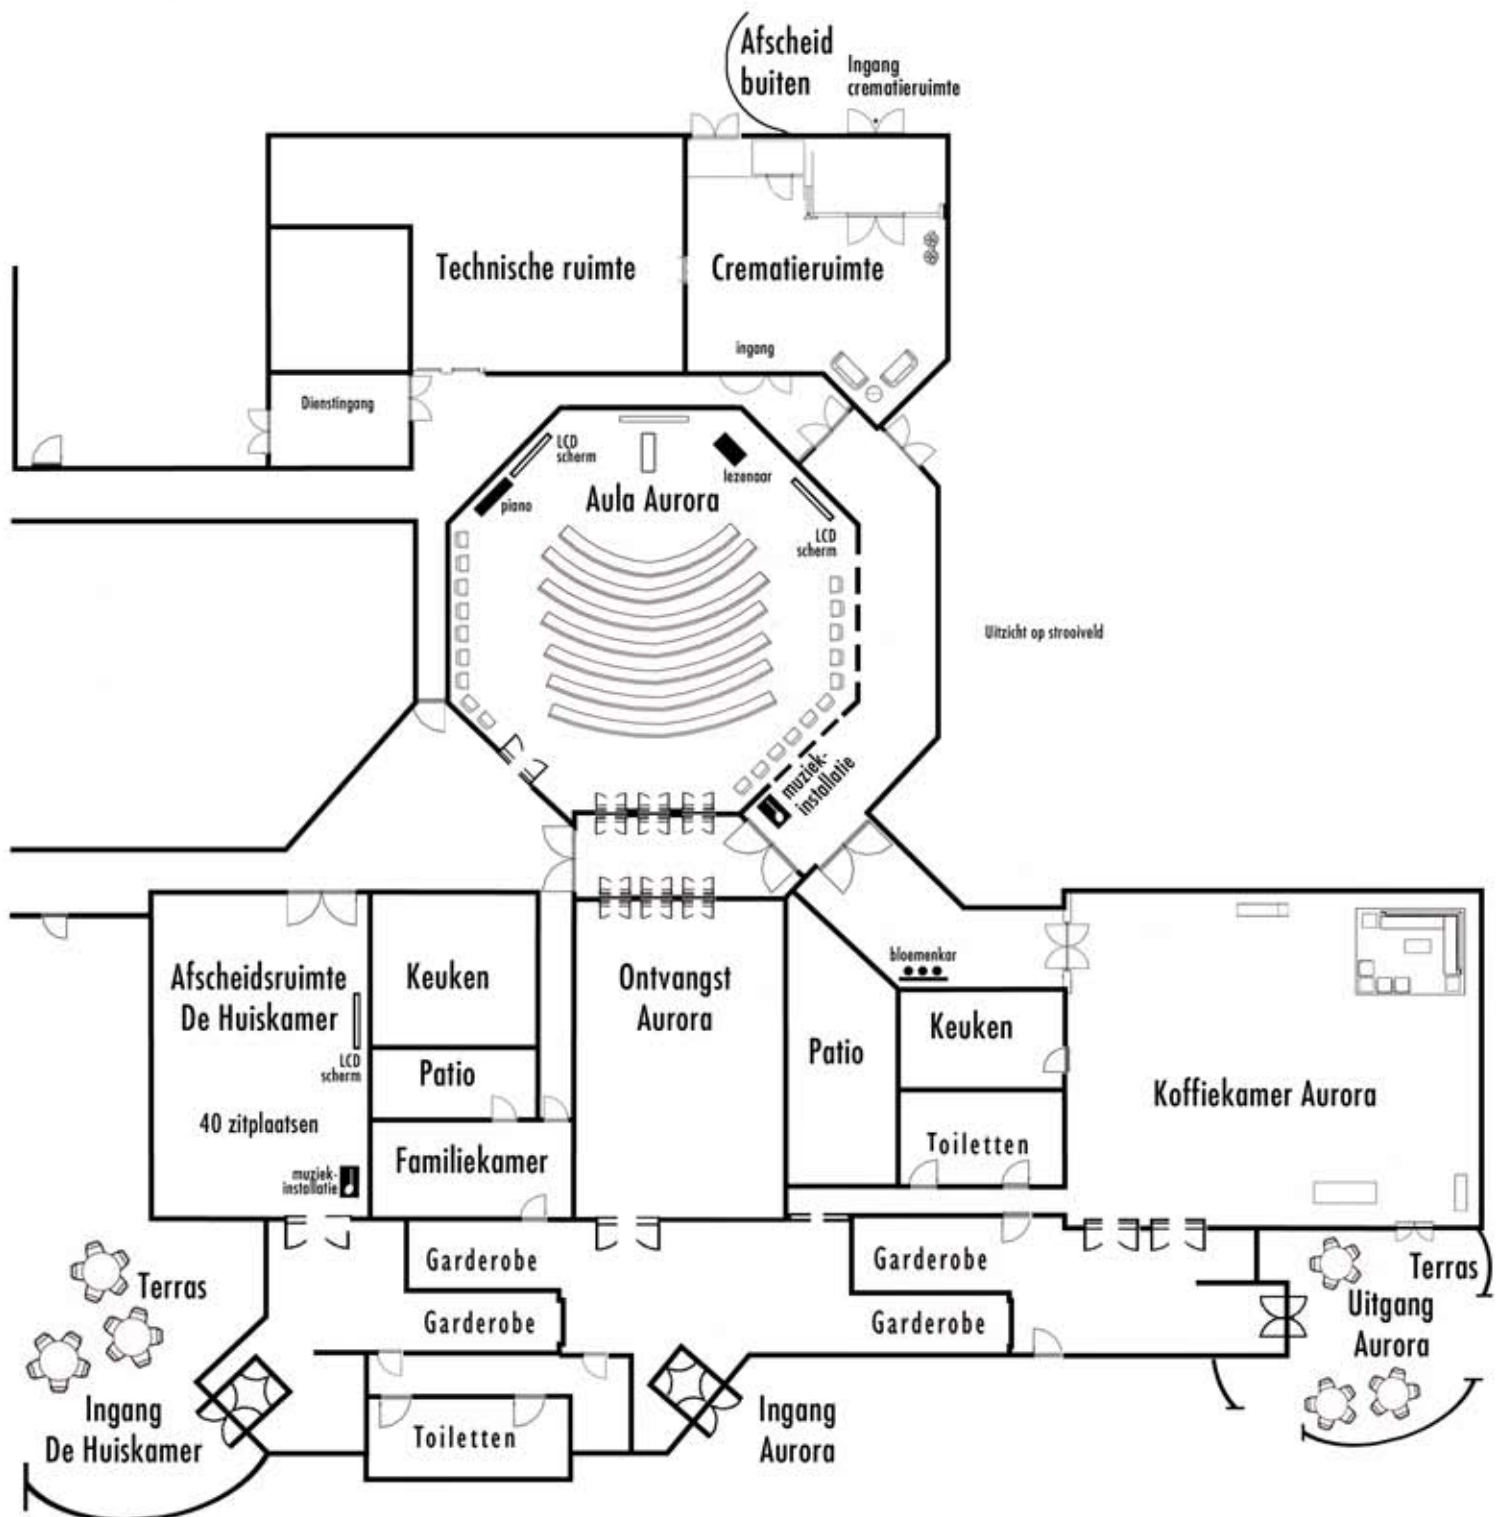 Afscheid
buiten
Ingang
crematieruimte
Technische ruimte
Crematieruimte
ingang
Dienstingang
LCD
scherm
lezenaar
piano
Aula Aurora
LCD
scherm
Uitzicht op strooiveld
muziek-
installatie
Afscheidsruimte
De Huiskamer
LCD
scherm
40 zitplaatsen
muziek-
installatie
Keuken
Patio
Familiekamer
Ontvangst
Aurora
Patio
bloemenkar
Keuken
Toiletten
Koffiekamer Aurora
Terras
Garderobe
Garderobe
Garderobe
Garderobe
Terras
Uitgang
Aurora
Ingang
De Huiskamer
Toiletten
Ingang
Aurora